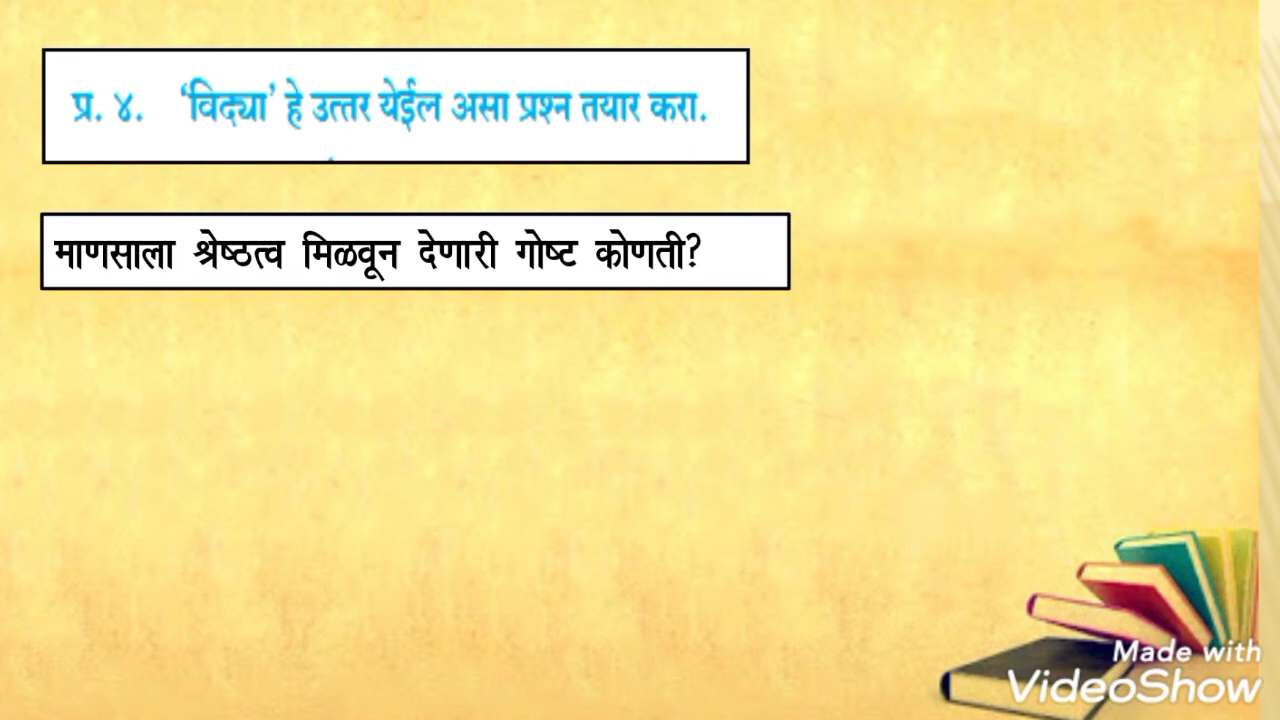 प्र. ४. ‘विद्या’ हे उत्तर येईल असा प्रश्न तयार करा.
माणसाला श्रेष्ठत्व मिळवून देणारी गोष्ट कोणती?
Made with
VideoShow